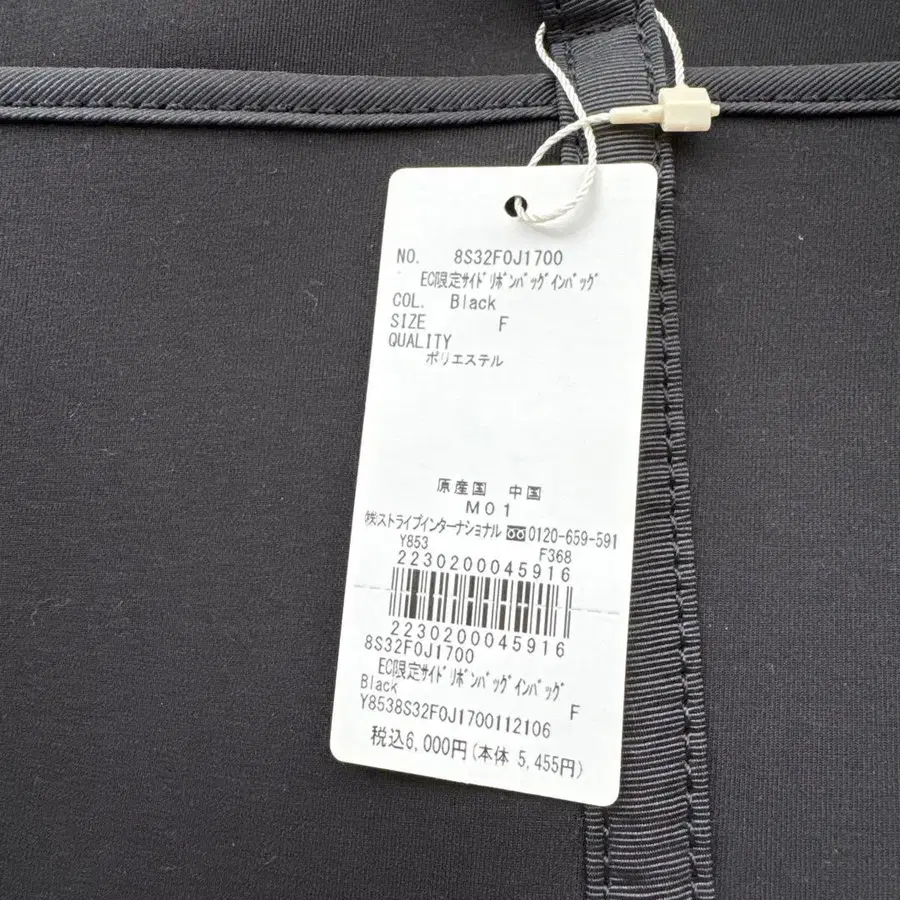 NO. 8S32F0J1700
EC限定ｻｲﾄﾞﾘﾎﾞﾝﾊﾞｯｸﾞｲﾝﾊﾞｯｸﾞ
COL. Black
SIZE F
QUALITY
ポリエステル
原産国 中国
M01
㈱ストライプインターナショナル 0120-659-591
Y853 F368
2230200045916
2230200045916
8S32F0J1700
EC限定ｻｲﾄﾞﾘﾎﾞﾝﾊﾞｯｸﾞｲﾝﾊﾞｯｸﾞ
Black F
Y8538S32F0J1700112106
税込6,000円(本体 5,455円)